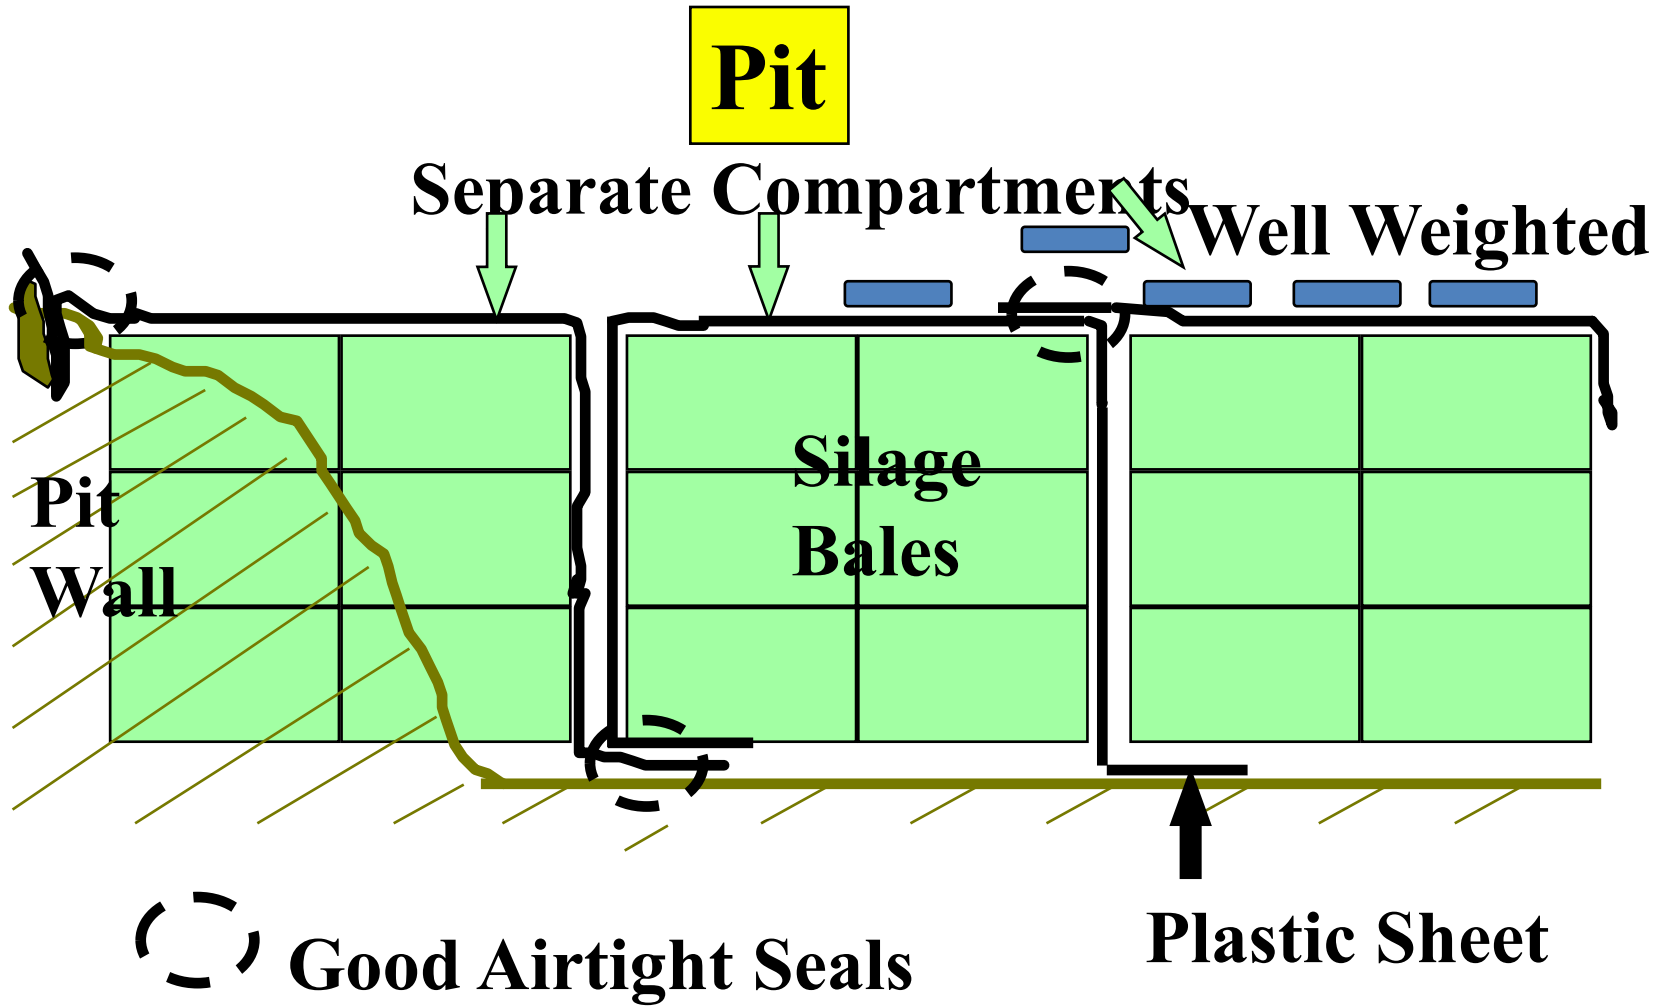 Pit
Separate Compartments
Well Weighted
Silage
Bales
Pit
Wall
Plastic Sheet
Good Airtight Seals